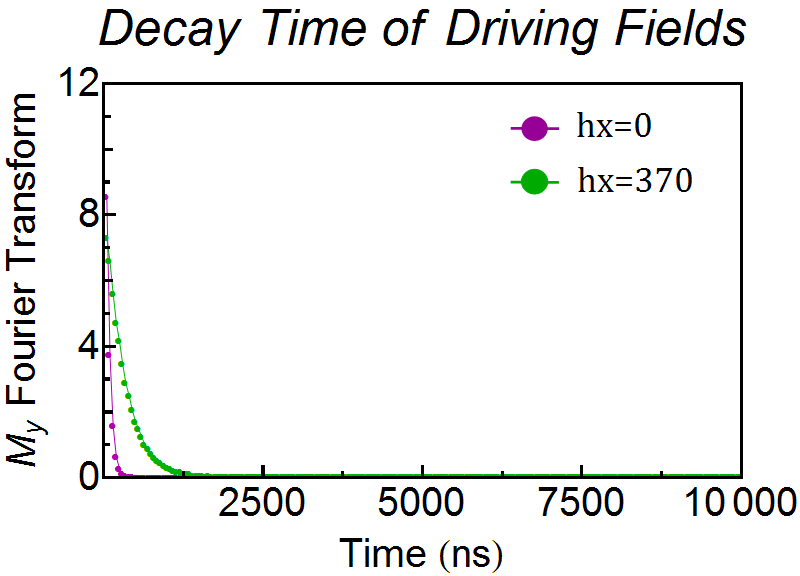 Decay Time of Driving Fields
12
8
4
0
My Fourier Transform
hx=0
hx=370
2500
5000
7500
10 000
Time (ns)